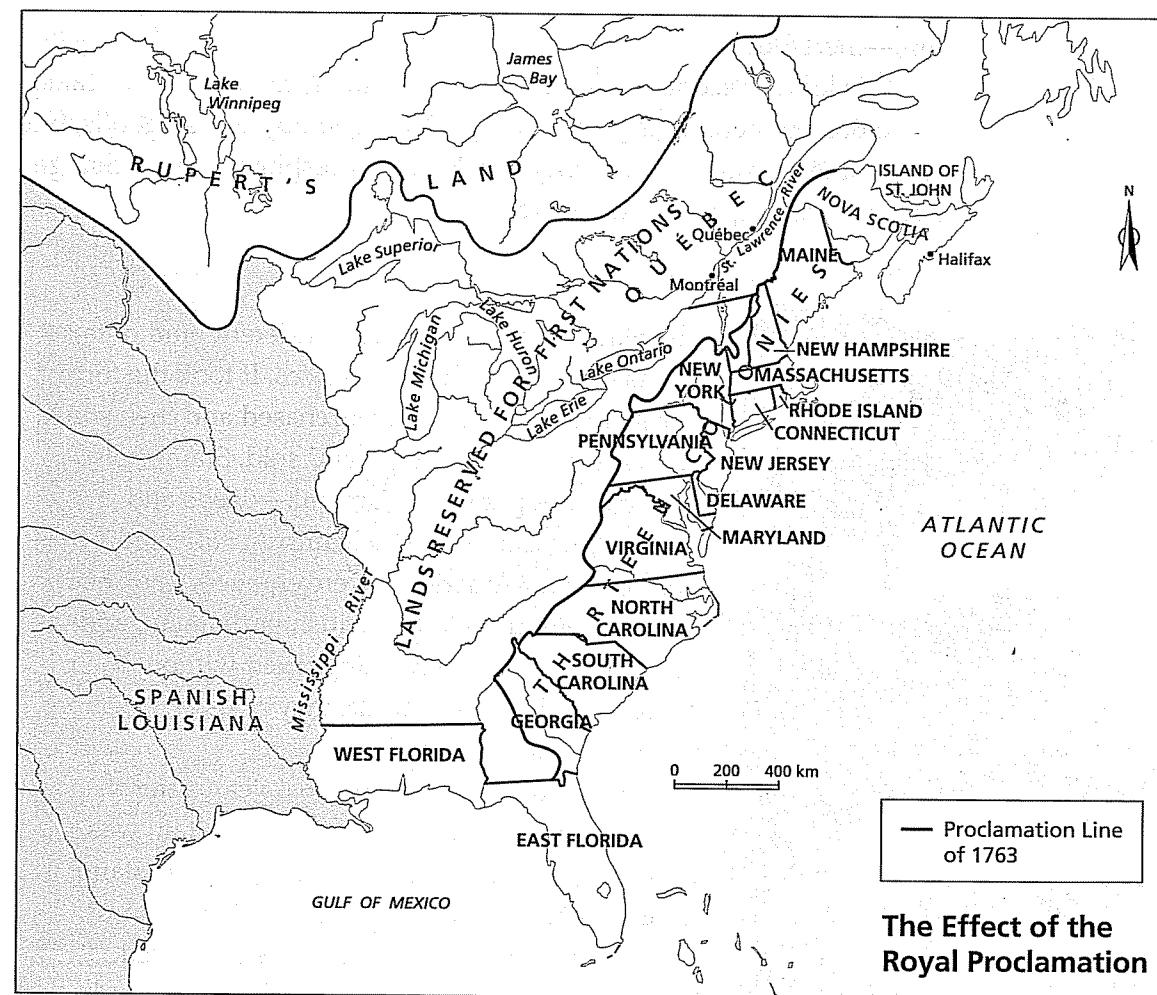 Lake
Winnipeg
James
Bay
RUPERT'S LAND
ISLAND OF
ST. JOHN
NOVA SCOTIA
N
Lake Superior
Québec
St. Lawrence River
MAINE
Halifax
Montréal
QUÉBEC
LANDS RESERVED FOR FIRST NATIONS
Lake Michigan
Lake Huron
Lake Ontario
Lake Erie
THIRTEEN COLONIES
NEW HAMPSHIRE
NEW
YORK
MASSACHUSETTS
RHODE ISLAND
CONNECTICUT
PENNSYLVANIA
NEW JERSEY
DELAWARE
MARYLAND
VIRGINIA
ATLANTIC
OCEAN
NORTH
CAROLINA
SOUTH
CAROLINA
GEORGIA
Mississippi River
SPANISH
LOUISIANA
WEST FLORIDA
EAST FLORIDA
0 200 400 km
GULF OF MEXICO
Proclamation Line
of 1763
The Effect of the
Royal Proclamation